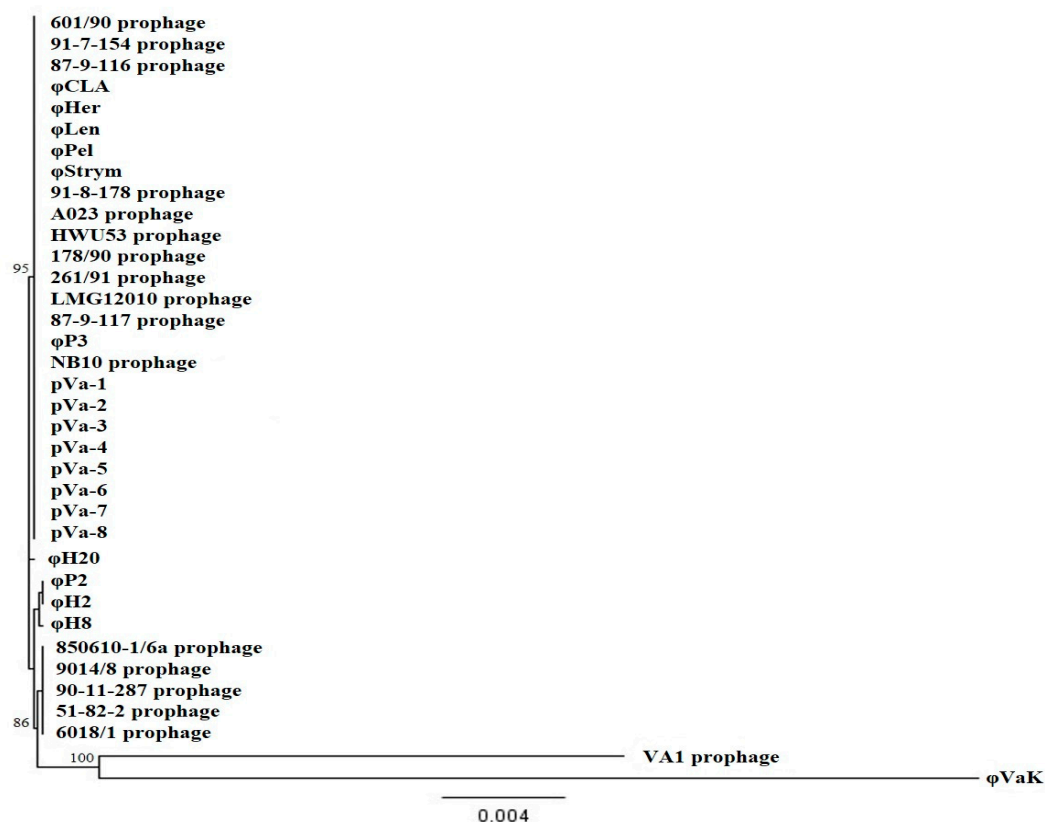 601/90 prophage
91-7-154 prophage
87-9-116 prophage
φCLA
φHer
φLen
φPel
φStrym
91-8-178 prophage
A023 prophage
HWU53 prophage
178/90 prophage
95
261/91 prophage
LMG12010 prophage
87-9-117 prophage
φP3
NB10 prophage
pVa-1
pVa-2
pVa-3
pVa-4
pVa-5
pVa-6
pVa-7
pVa-8
φH20
φP2
φH2
φH8
850610-1/6a prophage
9014/8 prophage
90-11-287 prophage
51-82-2 prophage
86
6018/1 prophage
100
VA1 prophage
φVaK
0.004